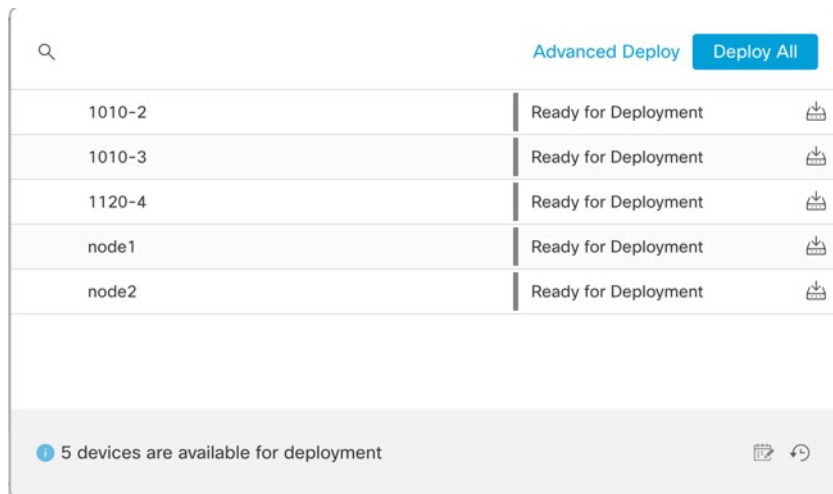 Advanced Deploy Deploy All
1010-2 Ready for Deployment
1010-3 Ready for Deployment
1120-4 Ready for Deployment
node1 Ready for Deployment
node2 Ready for Deployment
5 devices are available for deployment